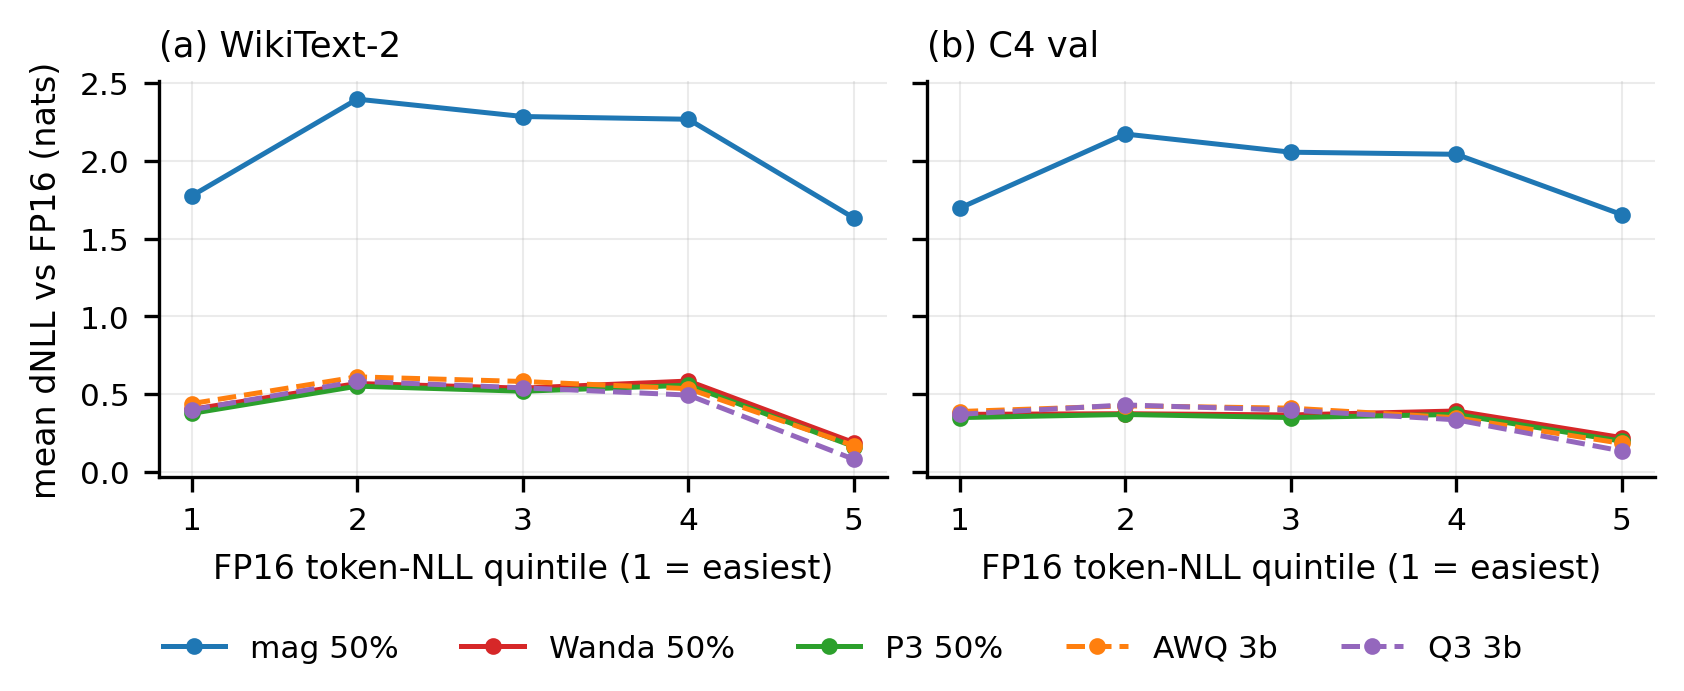 (a) WikiText-2
(b) C4 val
mean dNLL vs FP16 (nats)
2.5
2.0
1.5
1.0
0.5
0.0
1 2 3 4 5
1 2 3 4 5
FP16 token-NLL quintile (1 = easiest)
FP16 token-NLL quintile (1 = easiest)
mag 50% Wanda 50% P3 50% AWQ 3b Q3 3b